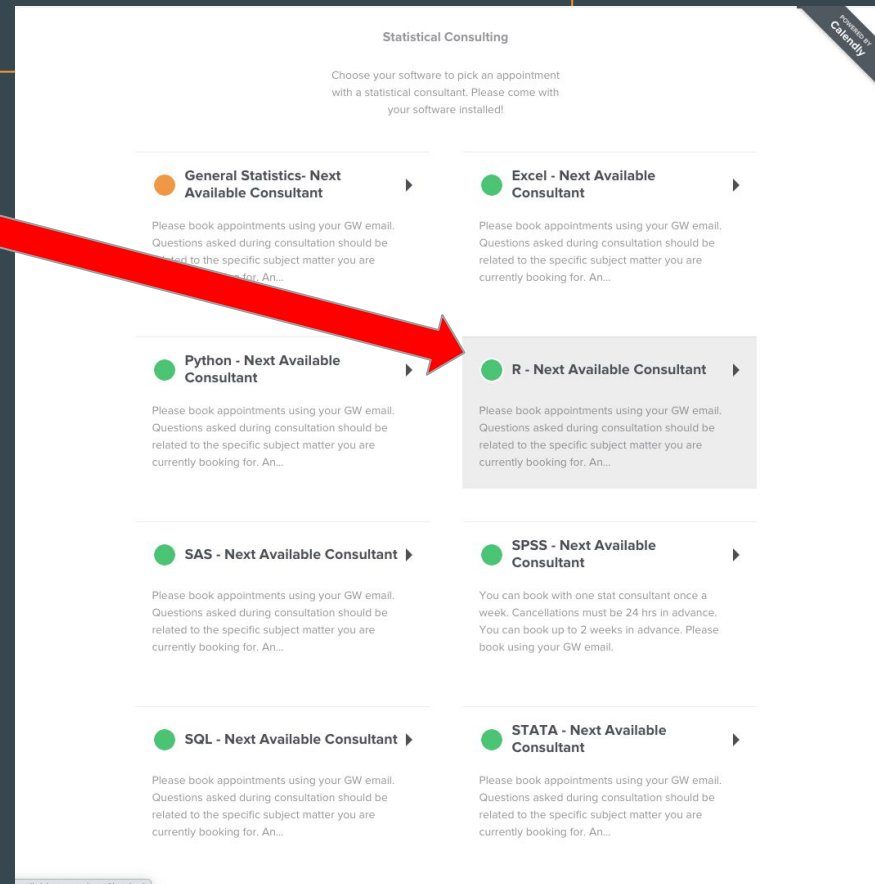 POWERED BY
Calendly
Statistical Consulting
Choose your software to pick an appointment
with a statistical consultant. Please come with
your software installed!
General Statistics- Next
Available Consultant
Please book appointments using your GW email.
Questions asked during consultation should be
related to the specific subject matter you are
for. An...
Excel - Next Available
Consultant
Please book appointments using your GW email.
Questions asked during consultation should be
related to the specific subject matter you are
currently booking for. An...
Python - Next Available
Consultant
Please book appointments using your GW email.
Questions asked during consultation should be
related to the specific subject matter you are
currently booking for. An...
R - Next Available Consultant
Please book appointments using your GW email.
Questions asked during consultation should be
related to the specific subject matter you are
currently booking for. An...
SAS - Next Available Consultant
Please book appointments using your GW email.
Questions asked during consultation should be
related to the specific subject matter you are
currently booking for. An...
SPSS - Next Available
Consultant
You can book with one stat consultant once a
week. Cancellations must be 24 hrs in advance.
You can book up to 2 weeks in advance. Please
book using your GW email.
SQL - Next Available Consultant
Please book appointments using your GW email.
Questions asked during consultation should be
related to the specific subject matter you are
currently booking for. An...
STATA - Next Available
Consultant
Please book appointments using your GW email.
Questions asked during consultation should be
related to the specific subject matter you are
currently booking for. An...